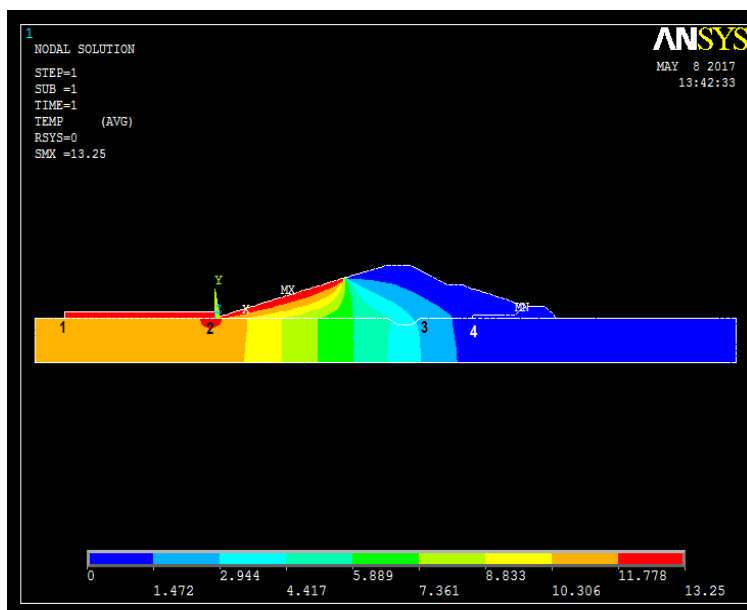 1
NODAL SOLUTION
STEP=1
SUB =1
TIME=1
TEMP (AVG)
RSYS=0
SMX =13.25
ANSYS
MAY 8 2017
13:42:33
Y
MX
X
MN
1
2
3
4
0
1.472
2.944
4.417
5.889
7.361
8.833
10.306
11.778
13.25